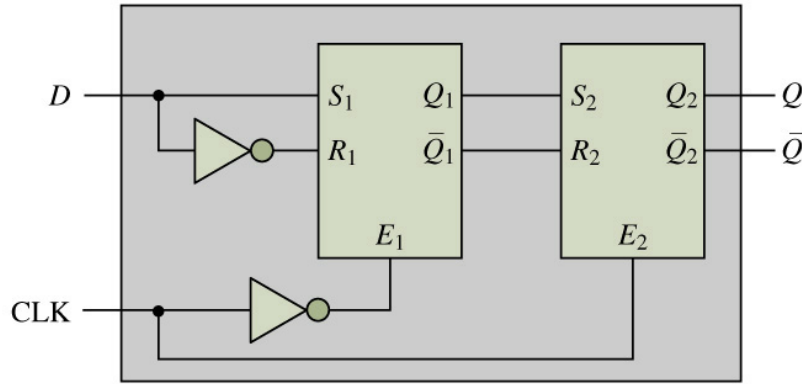 D S₁ Q₁ S₂ Q₂ Q
R₁ Q̄₁ R₂ Q̄₂ Q̄
E₁ E₂
CLK